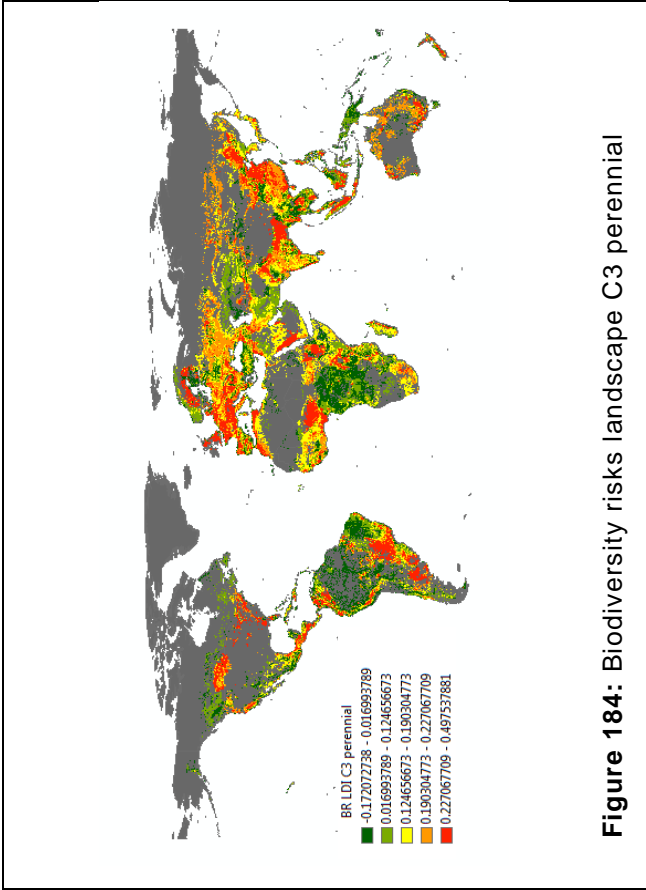 BR LDI C3 perennial
-0.172072738 - 0.016993789
0.016993789 - 0.124656673
0.124656673 - 0.190304773
0.190304773 - 0.227067709
0.227067709 - 0.497537881
Figure 184: Biodiversity risks landscape C3 perennial